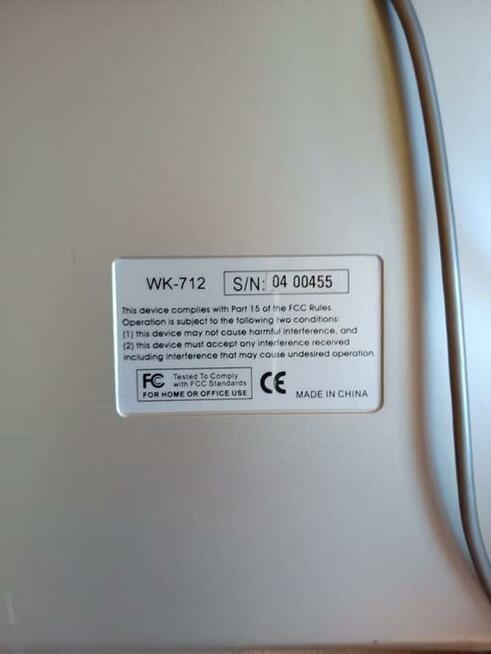 WK-712 S/N: 04 00455
This device complies with Part 15 of the FCC Rules
Operation is subject to the following two conditions:
(1) this device may not cause harmful interference, and
(2) this device must accept any interference received
including interference that may cause undesired operation.
FC Tested To Comply
with FCC Standards
FOR HOME OR OFFICE USE
CE
MADE IN CHINA